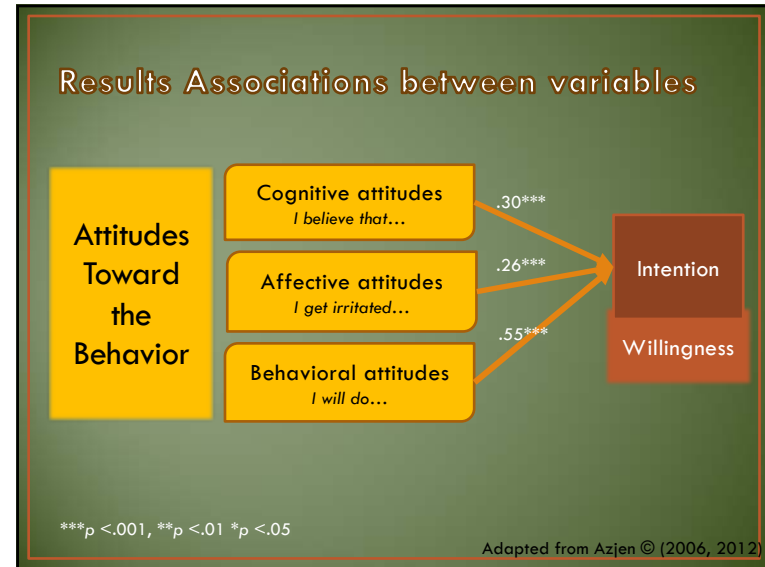 Results Associations between variables
Attitudes
Toward
the
Behavior
Cognitive attitudes
I believe that…
Affective attitudes
I get irritated…
Behavioral attitudes
I will do…
.30***
.26***
.55***
Intention
Willingness
***p <.001, **p <.01 *p <.05
Adapted from Azjen © (2006, 2012)